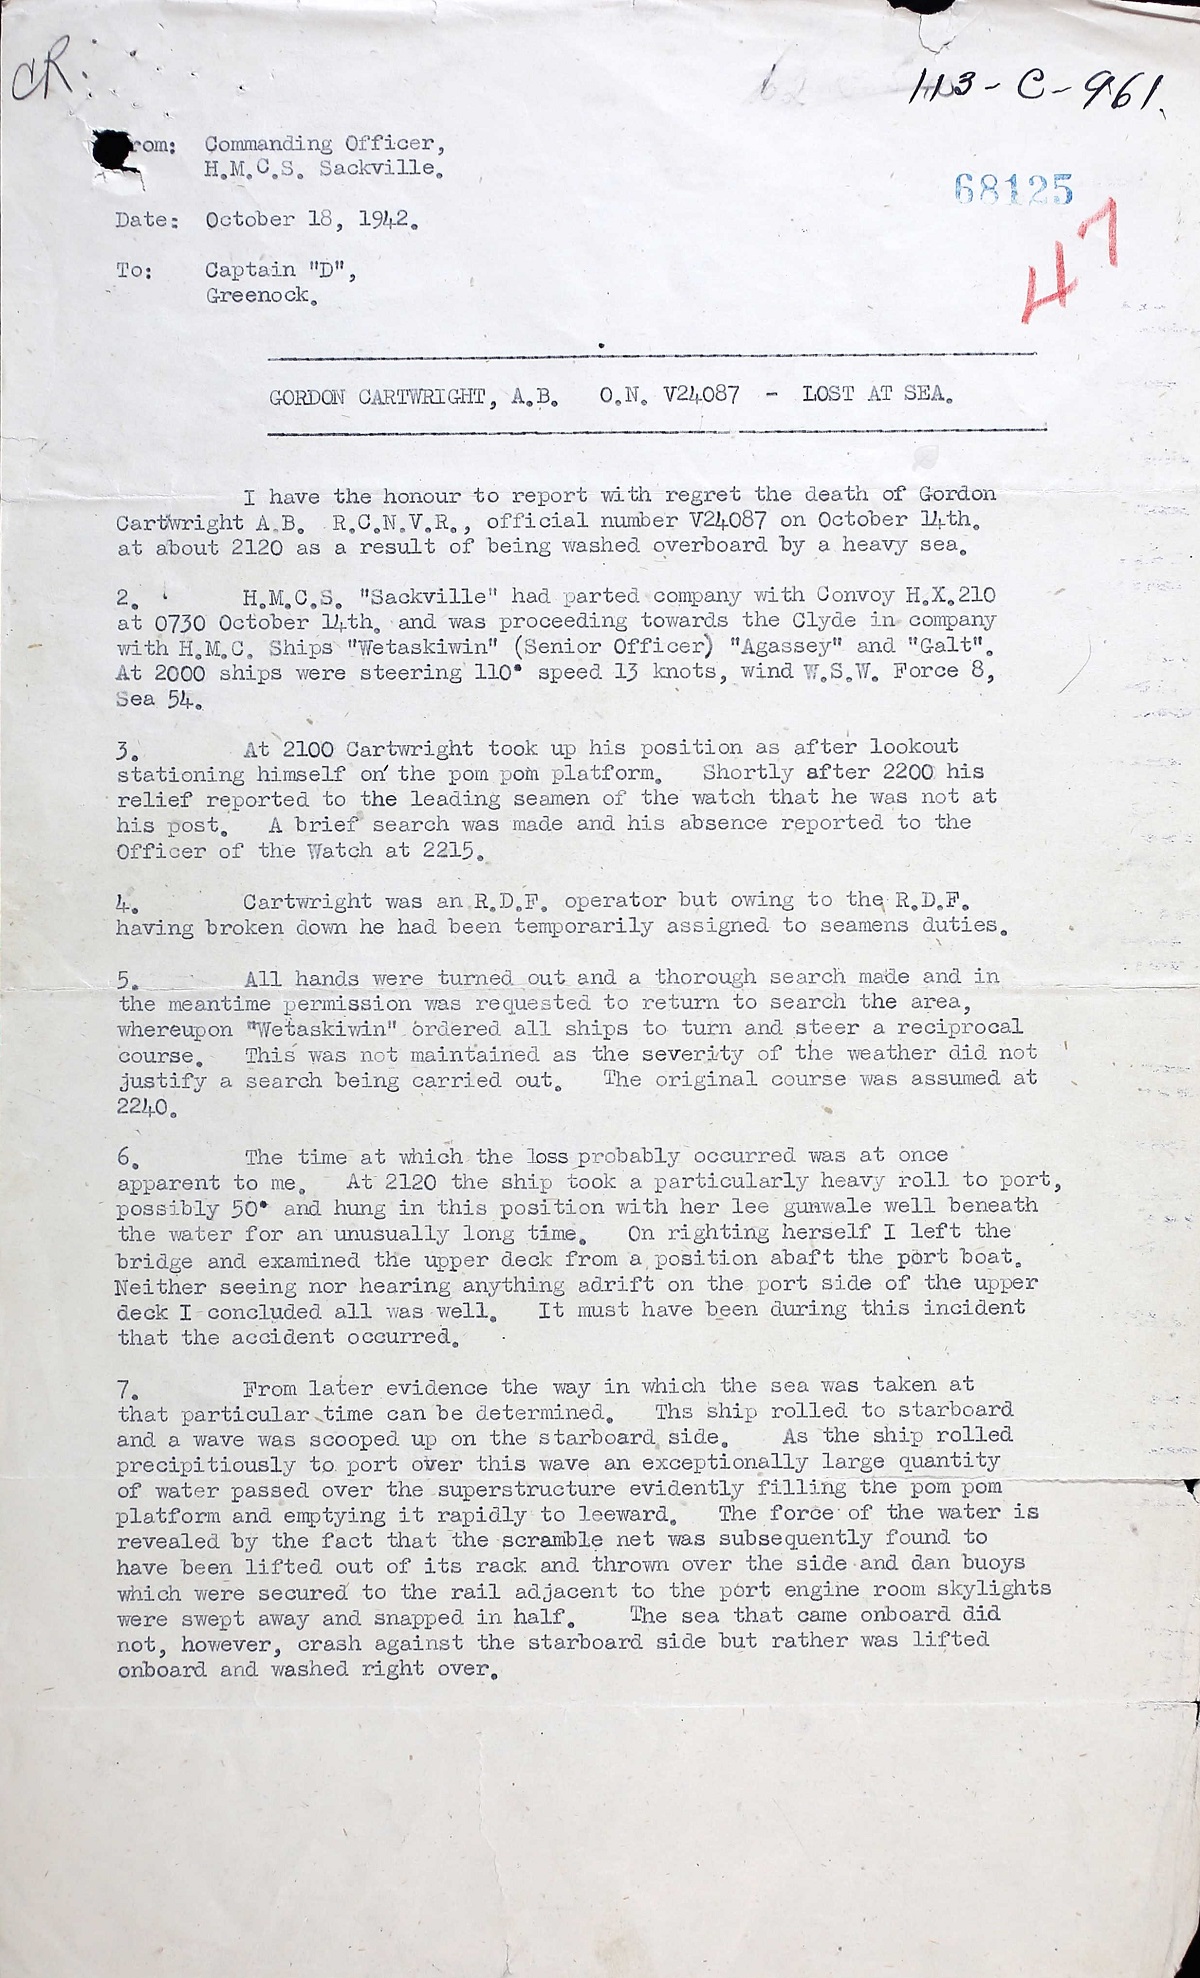 CR:
113-C-961.
From: Commanding Officer,
H.M.C.S. Sackville.
68125
47
Date: October 18, 1942.
To: Captain "D",
Greenock.
GORDON CARTWRIGHT, A.B. O.N. V24087 - LOST AT SEA.
I have the honour to report with regret the death of Gordon
Cartwright A.B. R.C.N.V.R., official number V24087 on October 14th.
at about 2120 as a result of being washed overboard by a heavy sea.
2. H.M.C.S. "Sackville" had parted company with Convoy H.X.210
at 0730 October 14th. and was proceeding towards the Clyde in company
with H.M.C. Ships "Wetaskiwin" (Senior Officer) "Agassey" and "Galt".
At 2000 ships were steering 110° speed 13 knots, wind W.S.W. Force 8,
Sea 54.
3. At 2100 Cartwright took up his position as after lookout
stationing himself on the pom pom platform. Shortly after 2200 his
relief reported to the leading seamen of the watch that he was not at
his post. A brief search was made and his absence reported to the
Officer of the Watch at 2215.
4. Cartwright was an R.D.F. operator but owing to the R.D.F.
having broken down he had been temporarily assigned to seamens duties.
5. All hands were turned out and a thorough search made and in
the meantime permission was requested to return to search the area,
whereupon "Wetaskiwin" ordered all ships to turn and steer a reciprocal
course. This was not maintained as the severity of the weather did not
justify a search being carried out. The original course was assumed at
2240.
6. The time at which the loss probably occurred was at once
apparent to me. At 2120 the ship took a particularly heavy roll to port,
possibly 50° and hung in this position with her lee gunwale well beneath
the water for an unusually long time. On righting herself I left the
bridge and examined the upper deck from a position abaft the port boat.
Neither seeing nor hearing anything adrift on the port side of the upper
deck I concluded all was well. It must have been during this incident
that the accident occurred.
7. From later evidence the way in which the sea was taken at
that particular time can be determined. Ths ship rolled to starboard
and a wave was scooped up on the starboard side. As the ship rolled
precipitiously to port over this wave an exceptionally large quantity
of water passed over the superstructure evidently filling the pom pom
platform and emptying it rapidly to leeward. The force of the water is
revealed by the fact that the scramble net was subsequently found to
have been lifted out of its rack and thrown over the side and dan buoys
which were secured to the rail adjacent to the port engine room skylights
were swept away and snapped in half. The sea that came onboard did
not, however, crash against the starboard side but rather was lifted
onboard and washed right over.